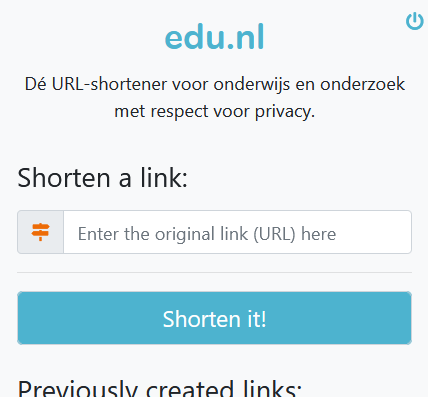 edu.nl
Dé URL-shortener voor onderwijs en onderzoek
met respect voor privacy.
Shorten a link:
Enter the original link (URL) here
Shorten it!
Previously created links: